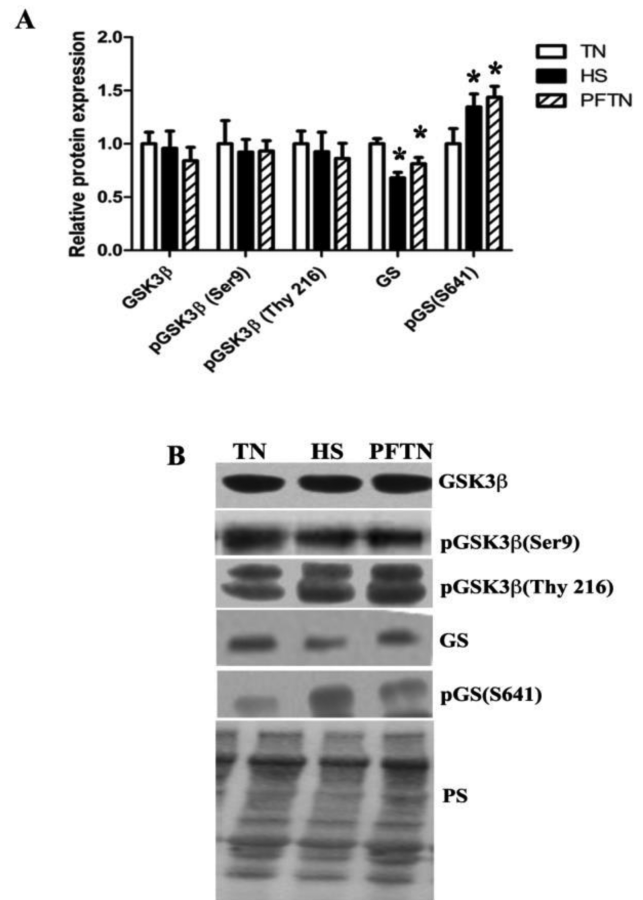 A
Relative protein expression
2.0
1.5
1.0
0.5
0.0
* * * *
TN
HS
PFTN
GSK3β
pGSK3β (Ser9)
pGSK3β (Thy 216)
GS
pGS(S641)
B
TN HS PFTN
GSK3β
pGSK3β(Ser9)
pGSK3β(Thy 216)
GS
pGS(S641)
PS